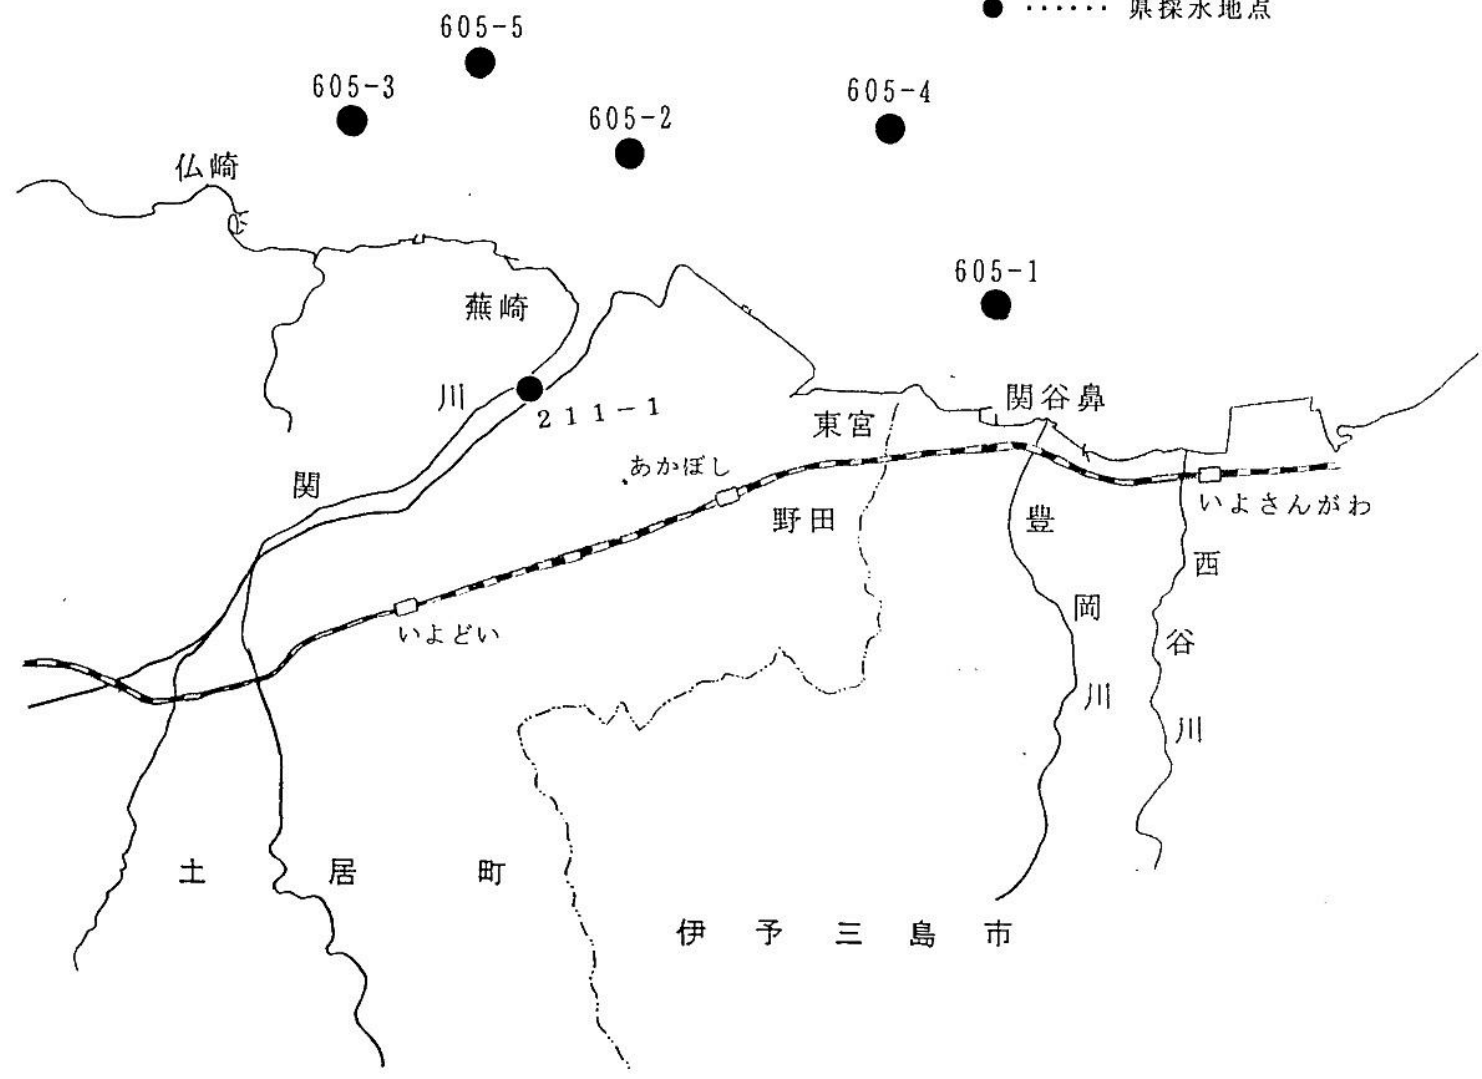 ● ······ 県採水地点
605-5
605-3
605-2
605-4
仏崎
605-1
蕪崎
関川
211-1
関谷鼻
東宮
あかぼし
野田
いよさんがわ
豊岡川
西谷川
いよどい
土居町
伊予三島市